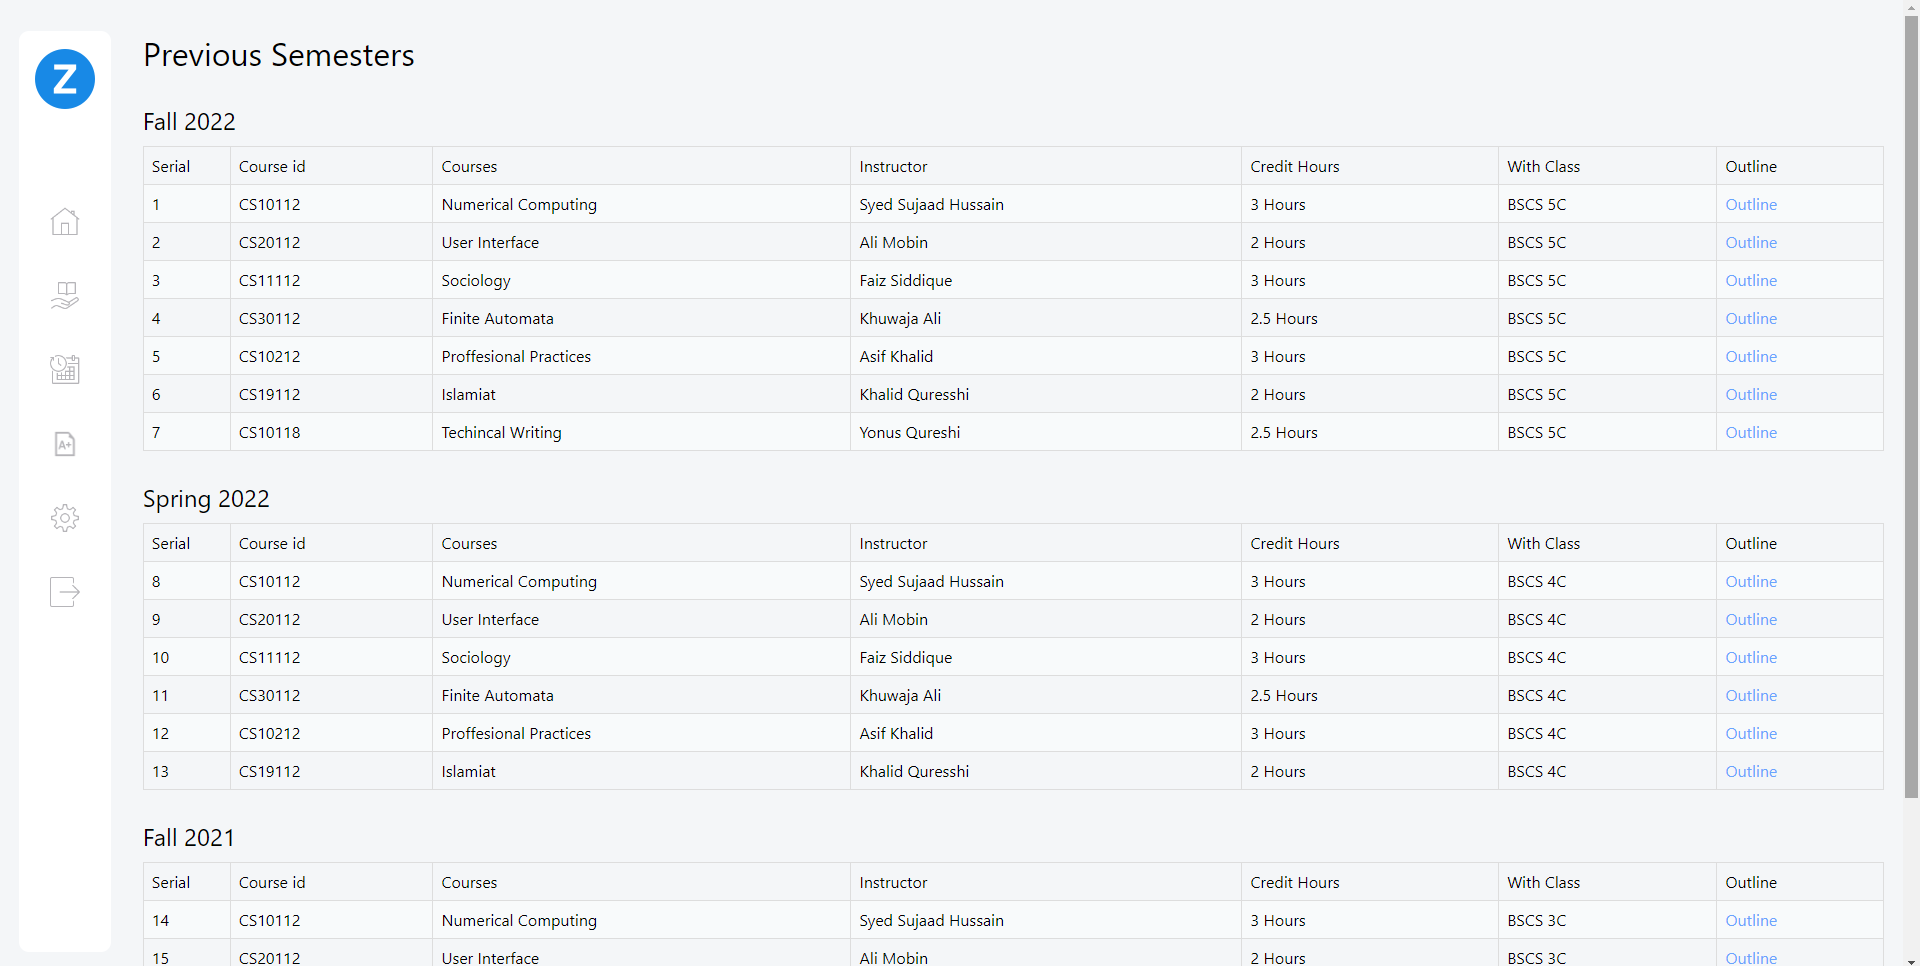 Z
Previous Semesters
Fall 2022
Serial Course id Courses Instructor Credit Hours With Class Outline
1 CS10112 Numerical Computing Syed Sujaad Hussain 3 Hours BSCS 5C Outline
2 CS20112 User Interface Ali Mobin 2 Hours BSCS 5C Outline
3 CS11112 Sociology Faiz Siddique 3 Hours BSCS 5C Outline
4 CS30112 Finite Automata Khuwaja Ali 2.5 Hours BSCS 5C Outline
5 CS10212 Proffesional Practices Asif Khalid 3 Hours BSCS 5C Outline
6 CS19112 Islamiat Khalid Quresshi 2 Hours BSCS 5C Outline
7 CS10118 Techincal Writing Yonus Qureshi 2.5 Hours BSCS 5C Outline
A+
Spring 2022
Serial Course id Courses Instructor Credit Hours With Class Outline
8 CS10112 Numerical Computing Syed Sujaad Hussain 3 Hours BSCS 4C Outline
9 CS20112 User Interface Ali Mobin 2 Hours BSCS 4C Outline
10 CS11112 Sociology Faiz Siddique 3 Hours BSCS 4C Outline
11 CS30112 Finite Automata Khuwaja Ali 2.5 Hours BSCS 4C Outline
12 CS10212 Proffesional Practices Asif Khalid 3 Hours BSCS 4C Outline
13 CS19112 Islamiat Khalid Quresshi 2 Hours BSCS 4C Outline
Fall 2021
Serial Course id Courses Instructor Credit Hours With Class Outline
14 CS10112 Numerical Computing Syed Sujaad Hussain 3 Hours BSCS 3C Outline
15 CS20112 User Interface Ali Mobin 2 Hours BSCS 3C Outline